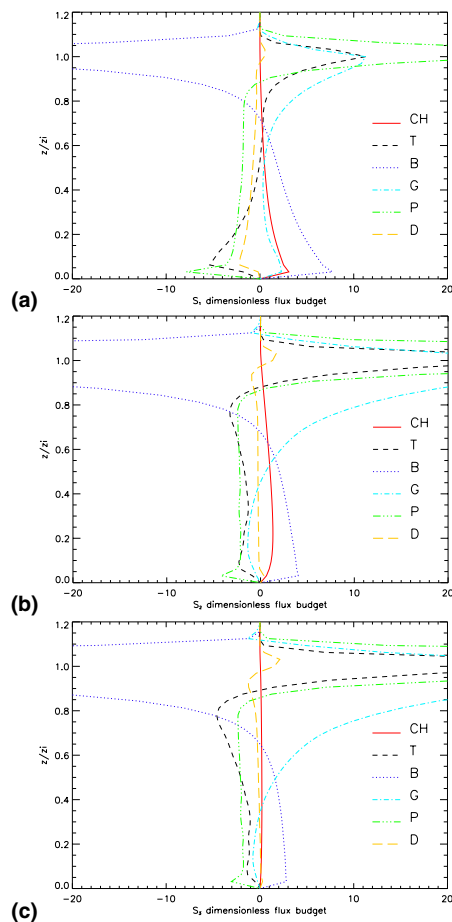 1.2
1.0
0.8
0.6
0.4
0.2
0.0
z/zi
CH
T
B
G
P
D
-20 -10 0 10 20
(a) S₁ dimensionless flux budget
1.2
1.0
0.8
0.6
0.4
0.2
0.0
z/zi
CH
T
B
G
P
D
-20 -10 0 10 20
(b) S₂ dimensionless flux budget
1.2
1.0
0.8
0.6
0.4
0.2
0.0
z/zi
CH
T
B
G
P
D
-20 -10 0 10 20
(c) S₃ dimensionless flux budget